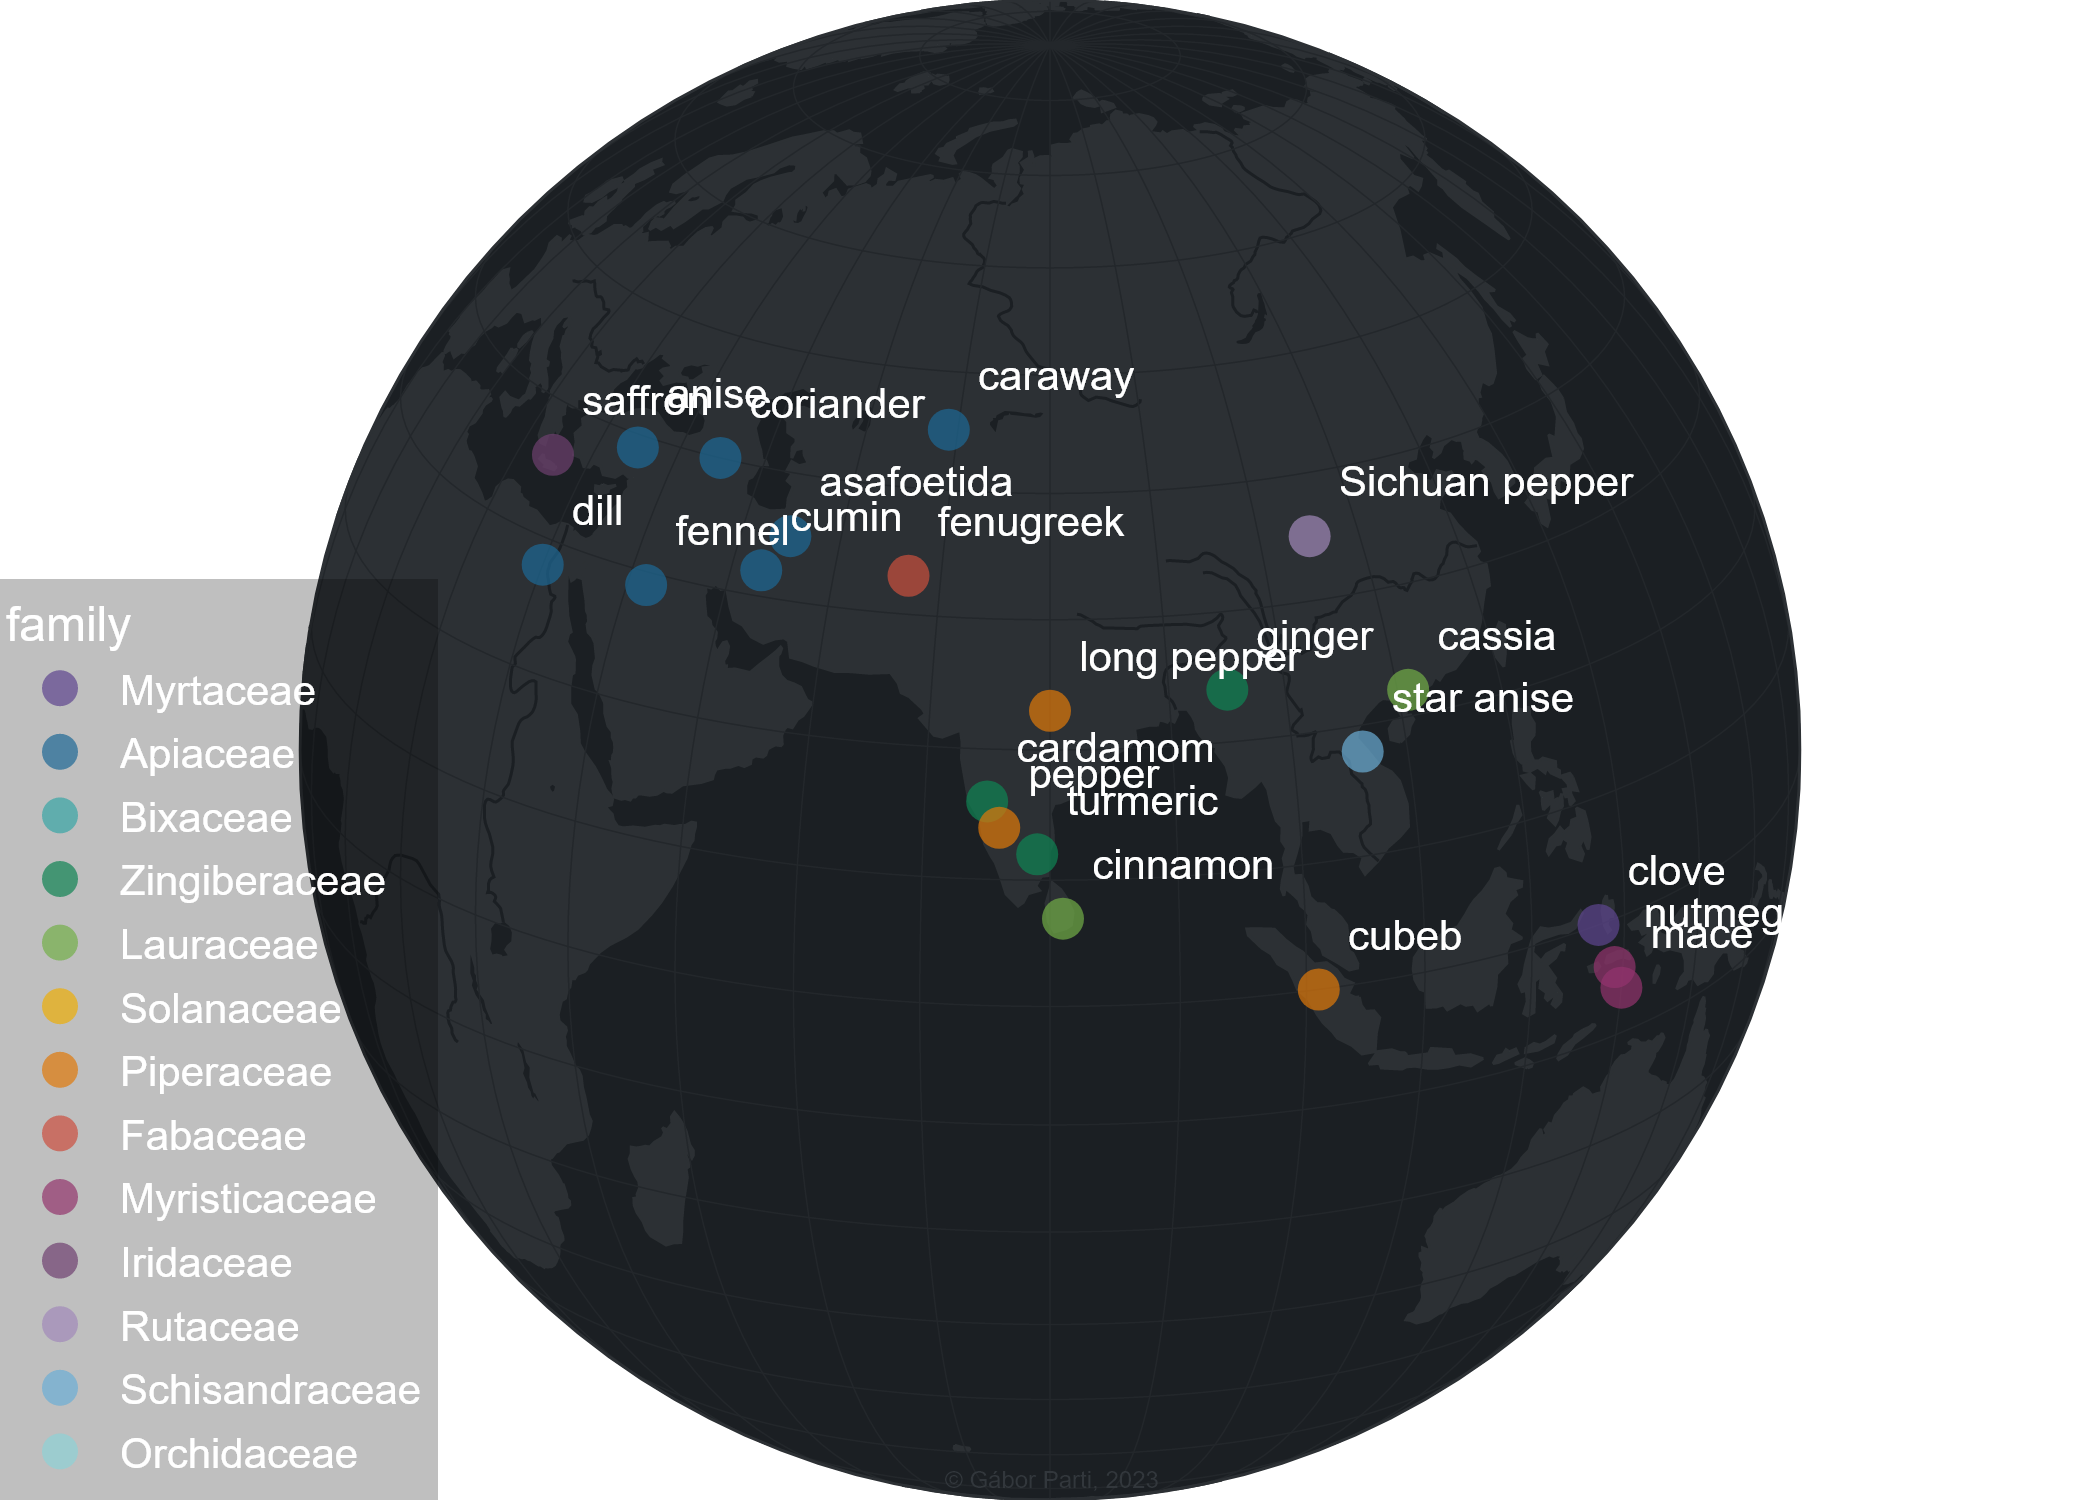 caraway
saffron
anise
coriander
asafoetida
Sichuan pepper
dill
cumin
fenugreek
fennel
family
ginger
cassia
long pepper
star anise
Myrtaceae
cardamom
Apiaceae
pepper
turmeric
Bixaceae
cinnamon
clove
Zingiberaceae
nutmeg
mace
cubeb
Lauraceae
Solanaceae
Piperaceae
Fabaceae
Myristicaceae
Iridaceae
Rutaceae
Schisandraceae
Orchidaceae
© Gábor Parti, 2023